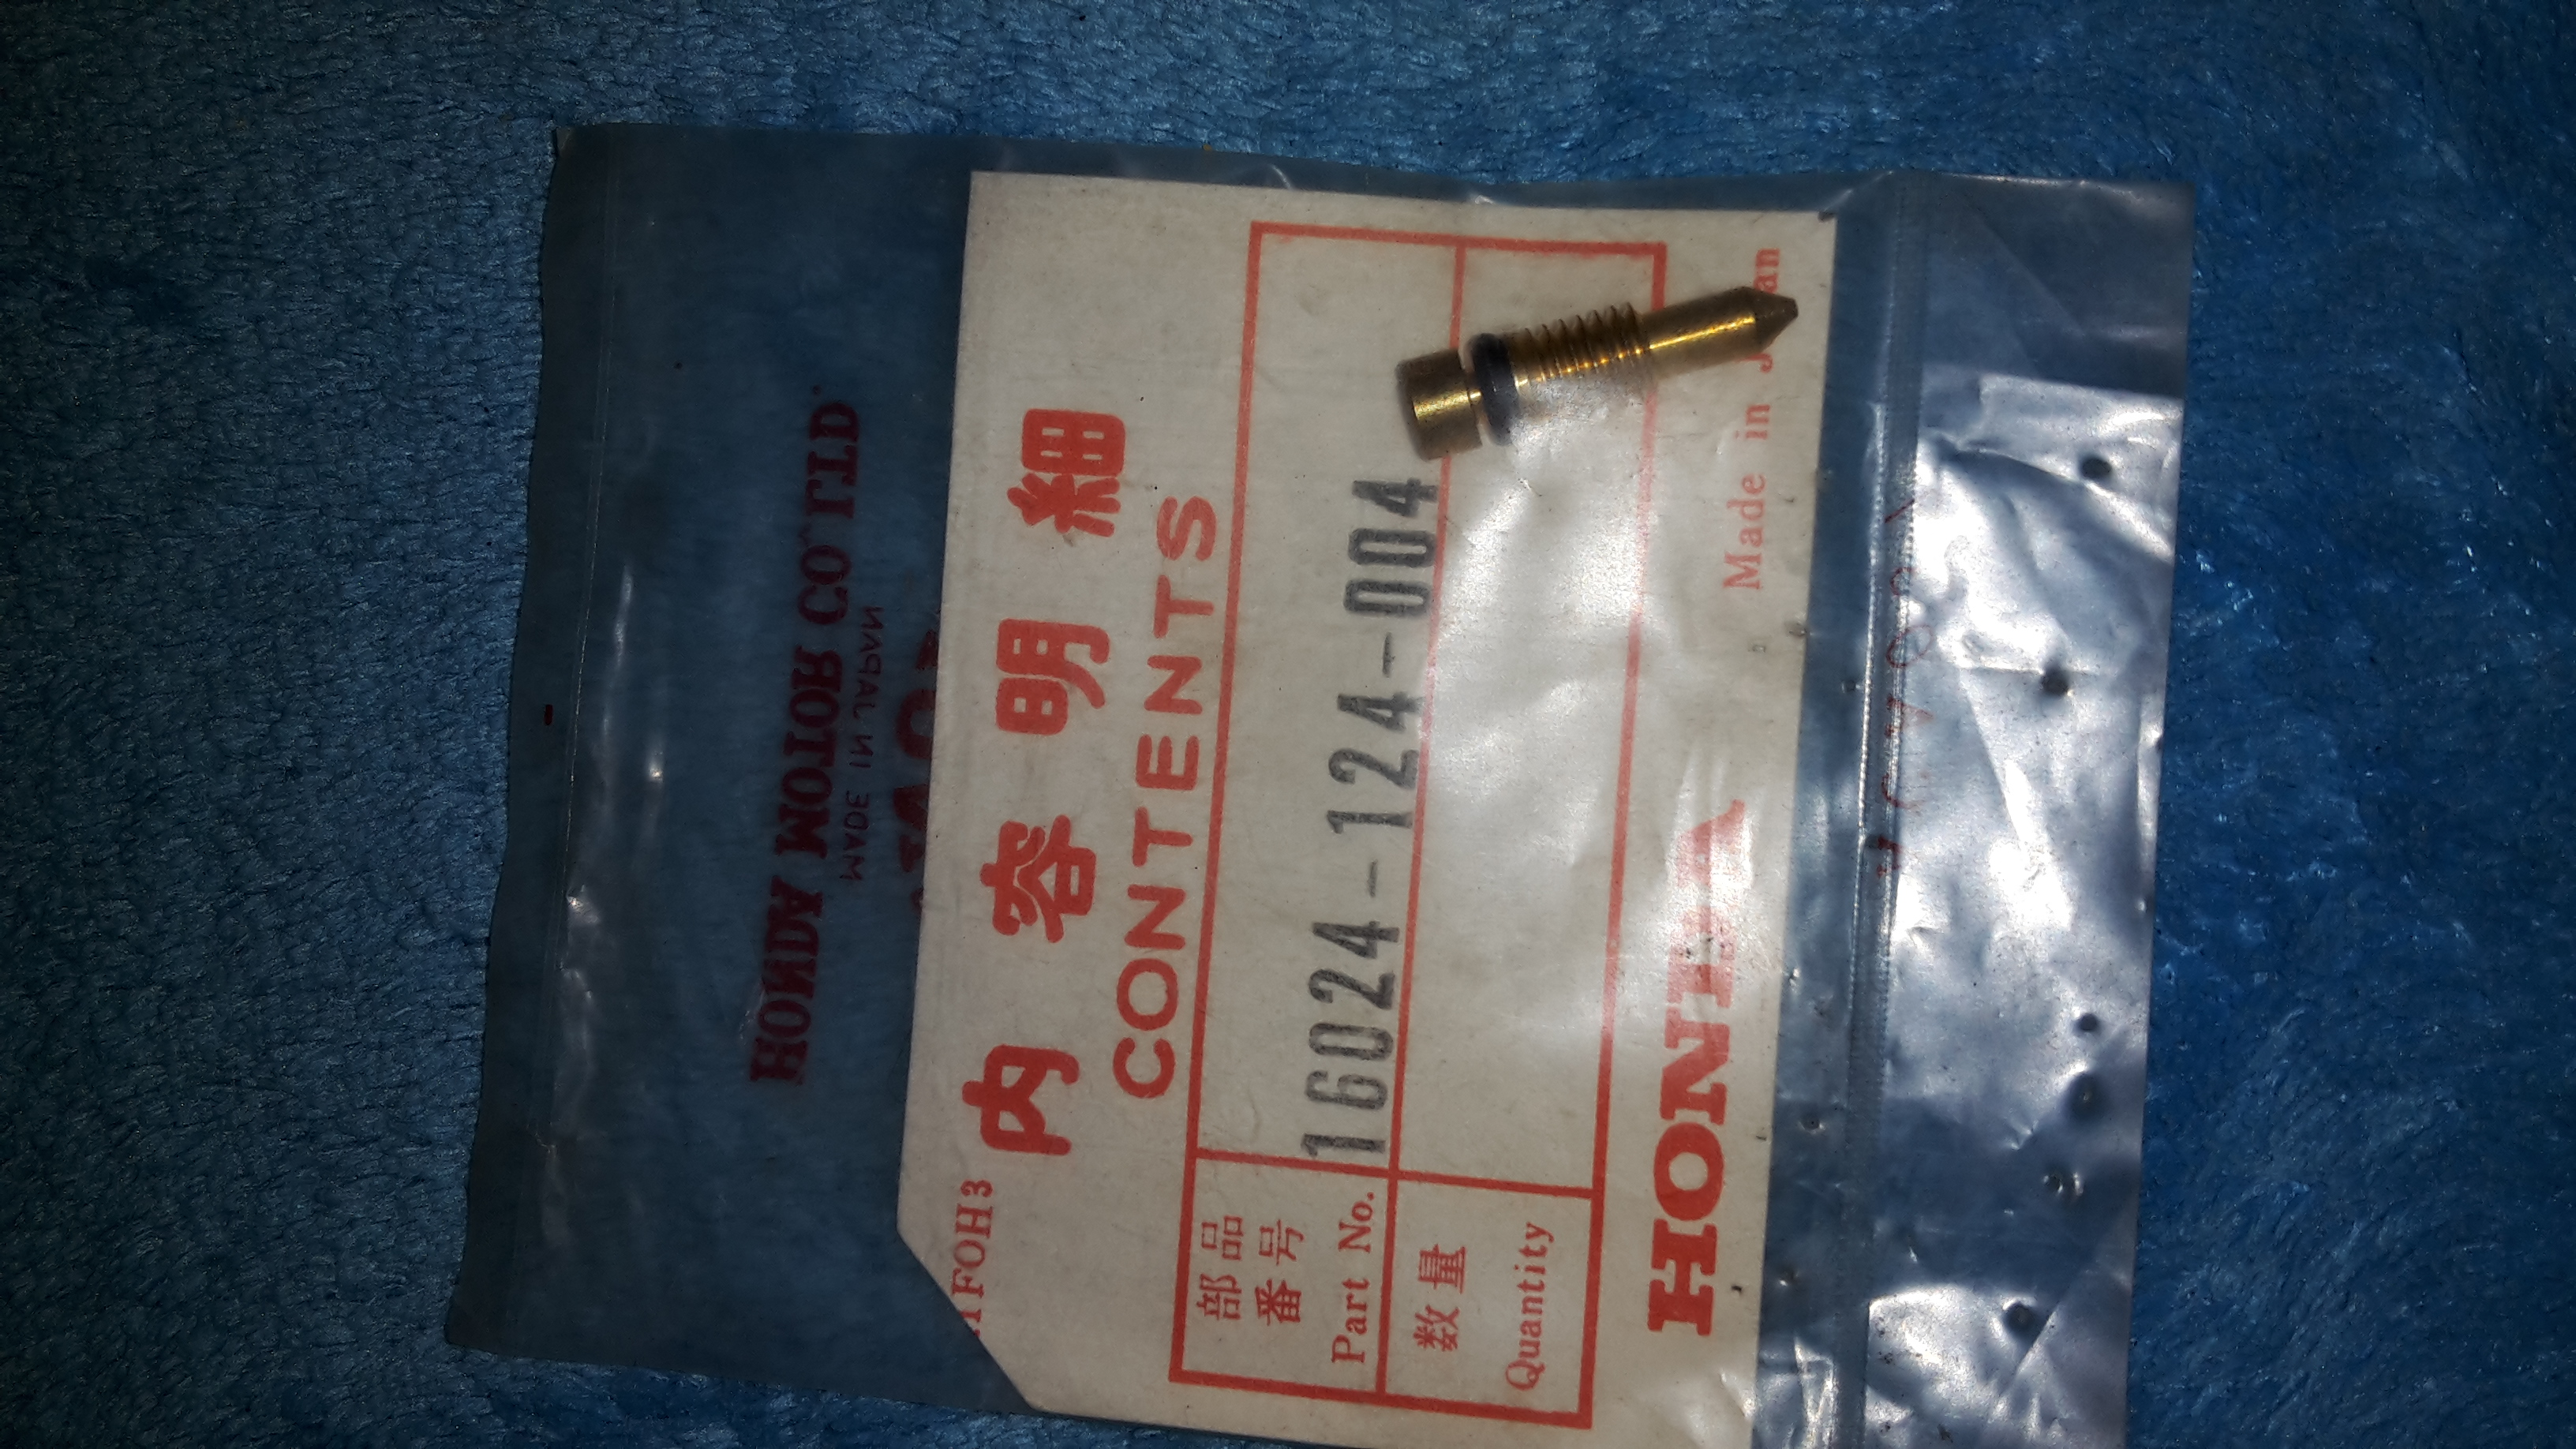 HONDA MOTOR CO.,LTD.
MADE IN JAPAN
1FOH3
内容明細
CONTENTS
部品
番号
Part No.
16024-124-004
数量
Quantity
HONDA
Made in